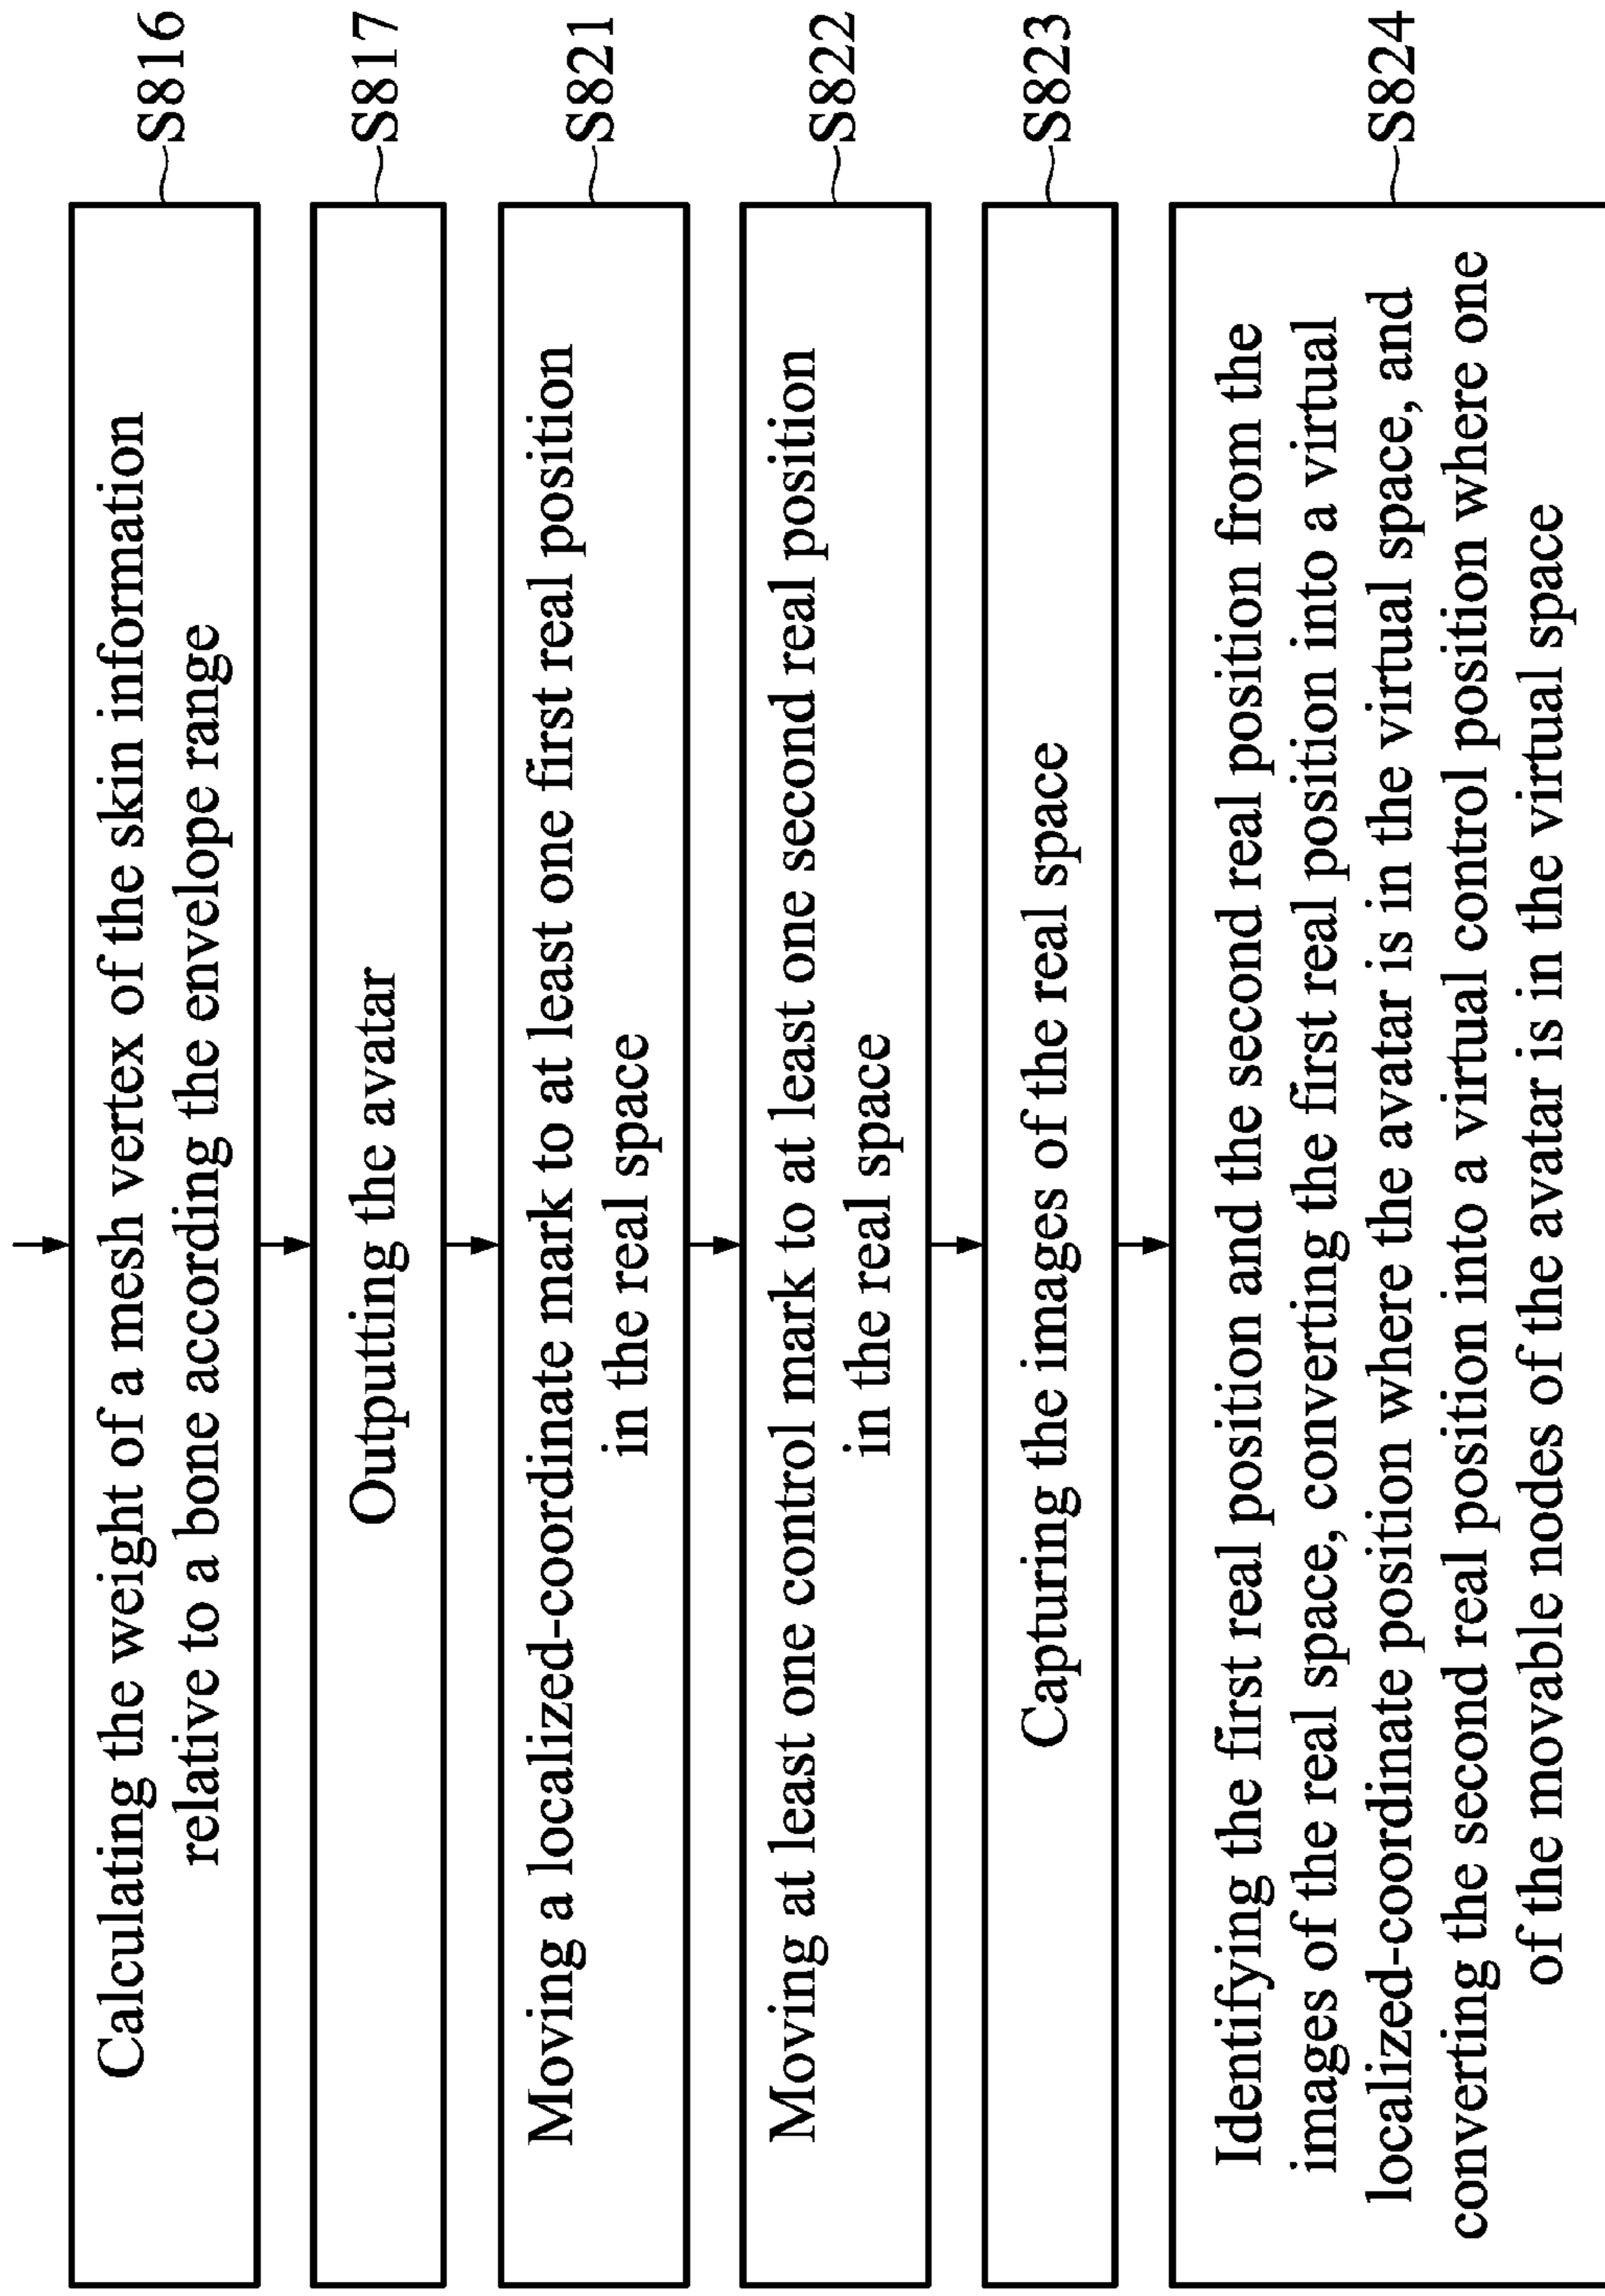 Calculating the weight of a mesh vertex of the skin information
relative to a bone according the envelope range
S816
Outputting the avatar
S817
Moving a localized-coordinate mark to at least one first real position
in the real space
S821
Moving at least one control mark to at least one second real position
in the real space
S822
Capturing the images of the real space
S823
Identifying the first real position and the second real position from the
images of the real space, converting the first real position into a virtual
localized-coordinate position where the avatar is in the virtual space, and
converting the second real position into a virtual control position where one
of the movable nodes of the avatar is in the virtual space
S824